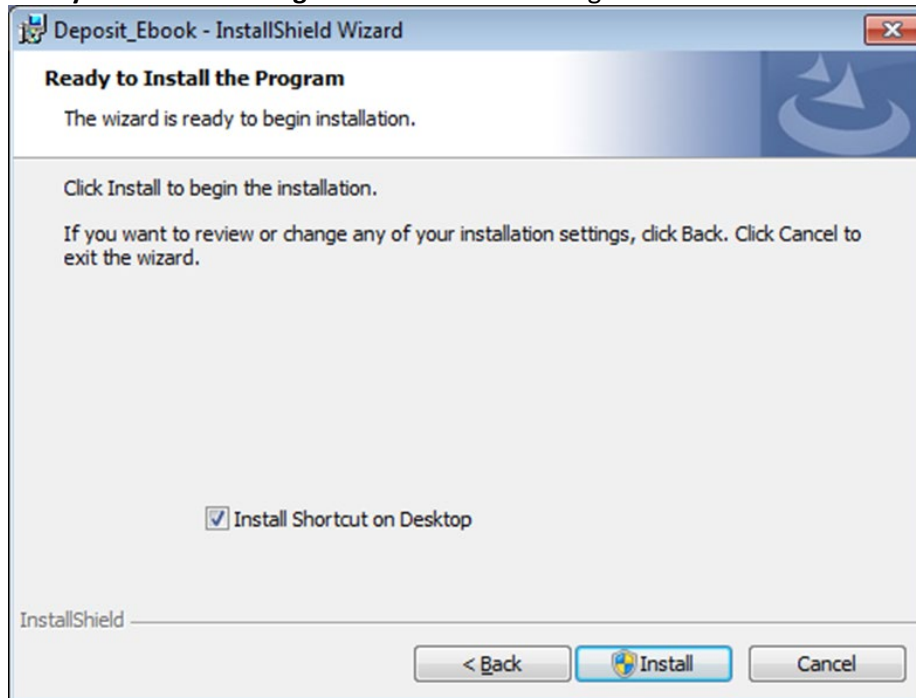 Deposit_Ebook - InstallShield Wizard
Ready to Install the Program
The wizard is ready to begin installation.
Click Install to begin the installation.
If you want to review or change any of your installation settings, click Back. Click Cancel to
exit the wizard.
Install Shortcut on Desktop
InstallShield
< Back
Install
Cancel